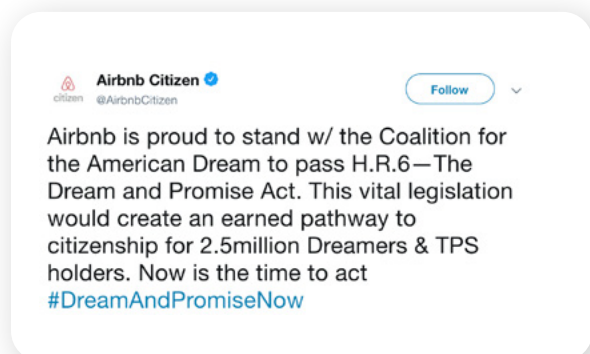 Airbnb Citizen
citizen @AirbnbCitizen
Follow
Airbnb is proud to stand w/ the Coalition for
the American Dream to pass H.R.6—The
Dream and Promise Act. This vital legislation
would create an earned pathway to
citizenship for 2.5million Dreamers & TPS
holders. Now is the time to act
#DreamAndPromiseNow